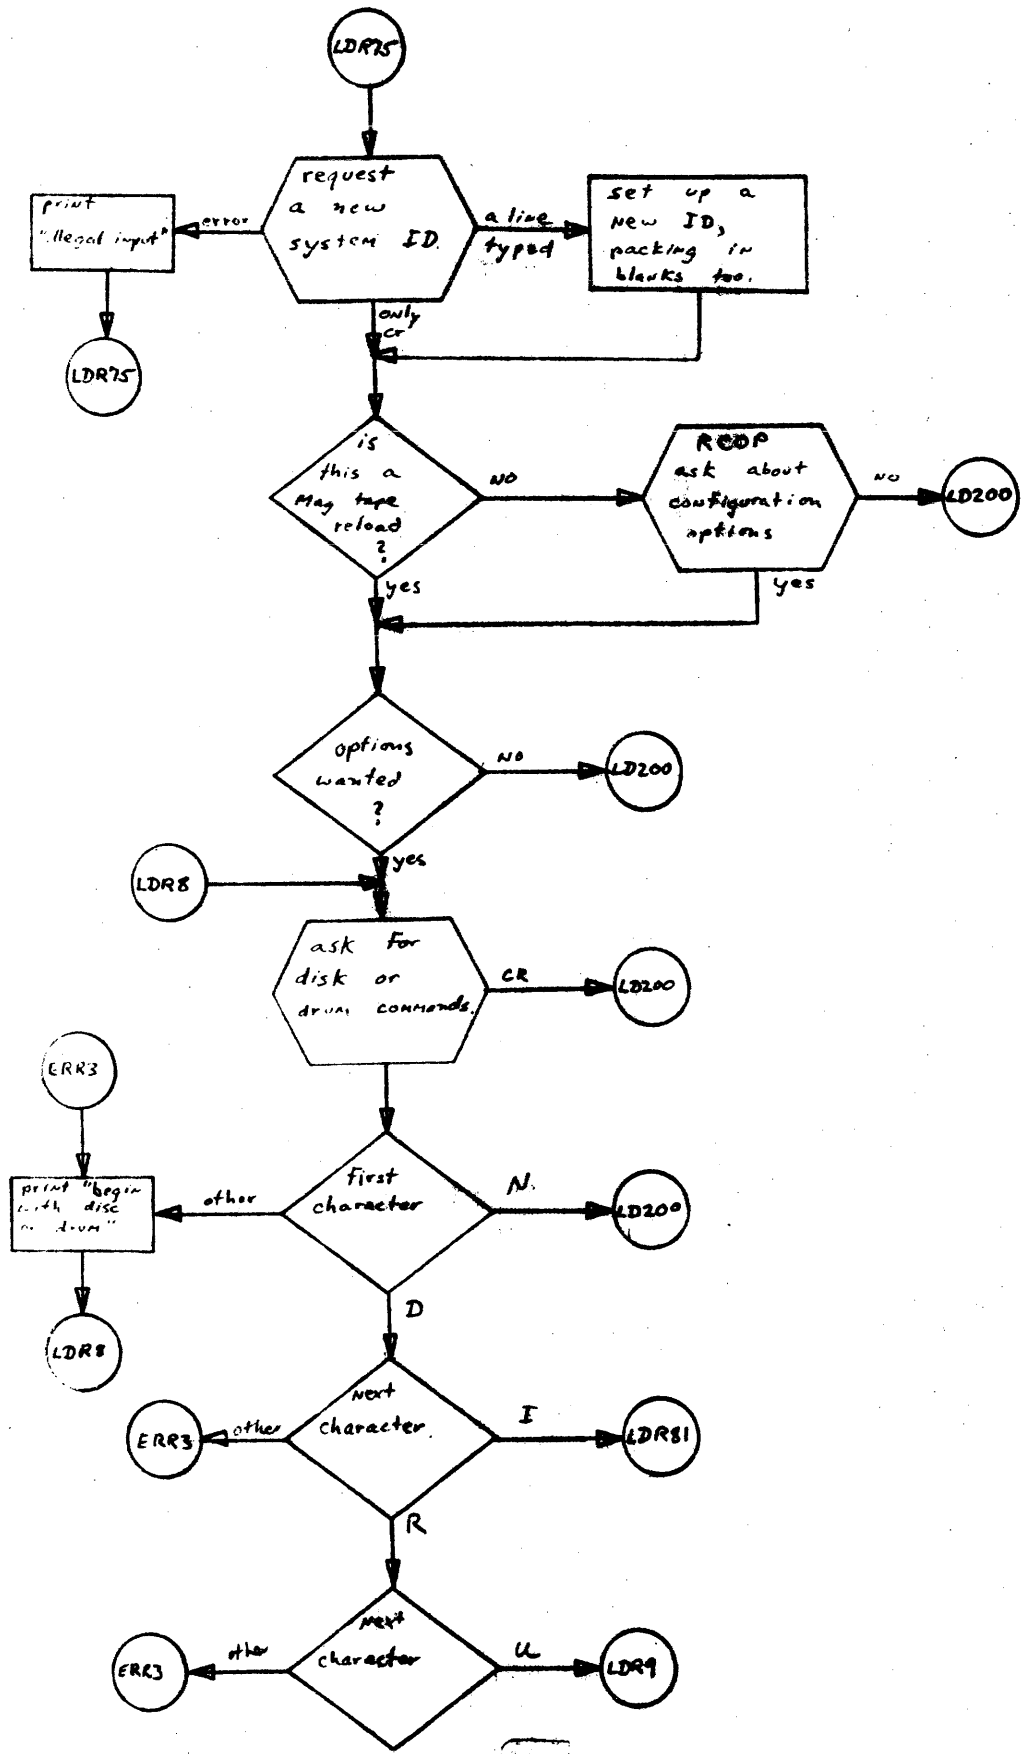 LDR75
request
a new
system ID.
error
print
"illegal input"
LDR75
a line
typed
set up a
new ID,
packing in
blanks too.
only
cr
is
this a
Mag tape
reload
?
NO
RCOP
ask about
configuration
options
NO
LD200
yes
yes
options
wanted
?
NO
LD200
yes
LDR8
ask for
disk or
drum commands.
CR
LD200
ERR3
print "begin
with disc
or drum"
LDR8
other
First
character
N.
LD200
D
Next
character.
other
ERR3
I
LDR81
R
Next
character
other
ERR3
U
LDR9